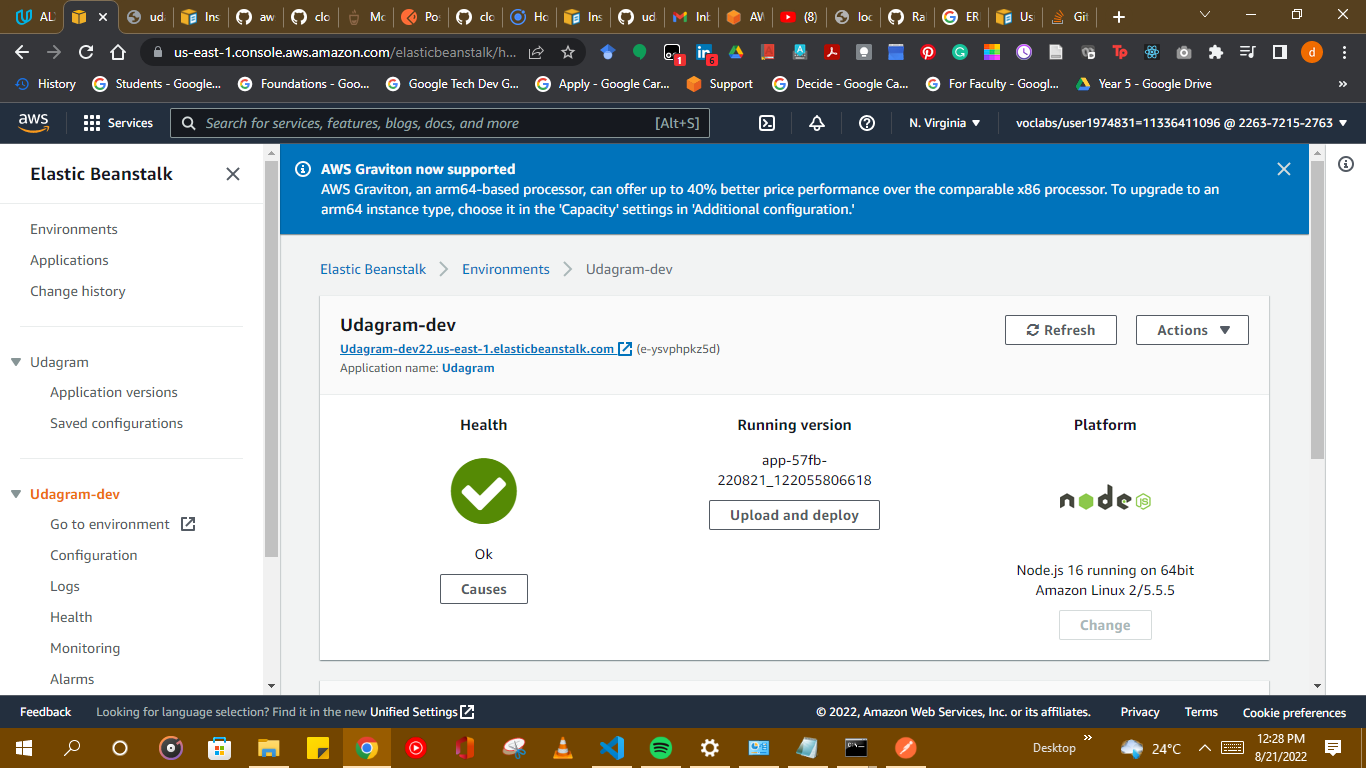 AL
uda
Ins
aw
clo
Mc
Pos
clo
Ho
Ins
ud
Inb
AW
(8)
loc
Ra
ER
Us
Git
us-east-1.console.aws.amazon.com/elasticbeanstalk/h...
1
6
Tp
d
History
Students - Google...
Foundations - Goo...
Google Tech Dev G...
Apply - Google Car...
Support
Decide - Google Ca...
For Faculty - Googl...
Year 5 - Google Drive
»
aws
Services
Search for services, features, blogs, docs, and more
[Alt+S]
N. Virginia
voclabs/user1974831=11336411096 @ 2263-7215-2763
Elastic Beanstalk
Environments
Applications
Change history
Udagram
Application versions
Saved configurations
Udagram-dev
Go to environment
Configuration
Logs
Health
Monitoring
Alarms
AWS Graviton now supported
AWS Graviton, an arm64-based processor, can offer up to 40% better price performance over the comparable x86 processor. To upgrade to an
arm64 instance type, choose it in the 'Capacity' settings in 'Additional configuration.'
Elastic Beanstalk
Environments
Udagram-dev
Udagram-dev
Refresh
Actions
Udagram-dev22.us-east-1.elasticbeanstalk.com (e-ysvphpkz5d)
Application name: Udagram
Health
Ok
Causes
Running version
app-57fb-
220821_122055806618
Upload and deploy
Platform
node JS
Node.js 16 running on 64bit
Amazon Linux 2/5.5.5
Change
Feedback
Looking for language selection? Find it in the new Unified Settings
© 2022, Amazon Web Services, Inc. or its affiliates.
Privacy
Terms
Cookie preferences
Desktop
»
24°C
12:28 PM
8/21/2022